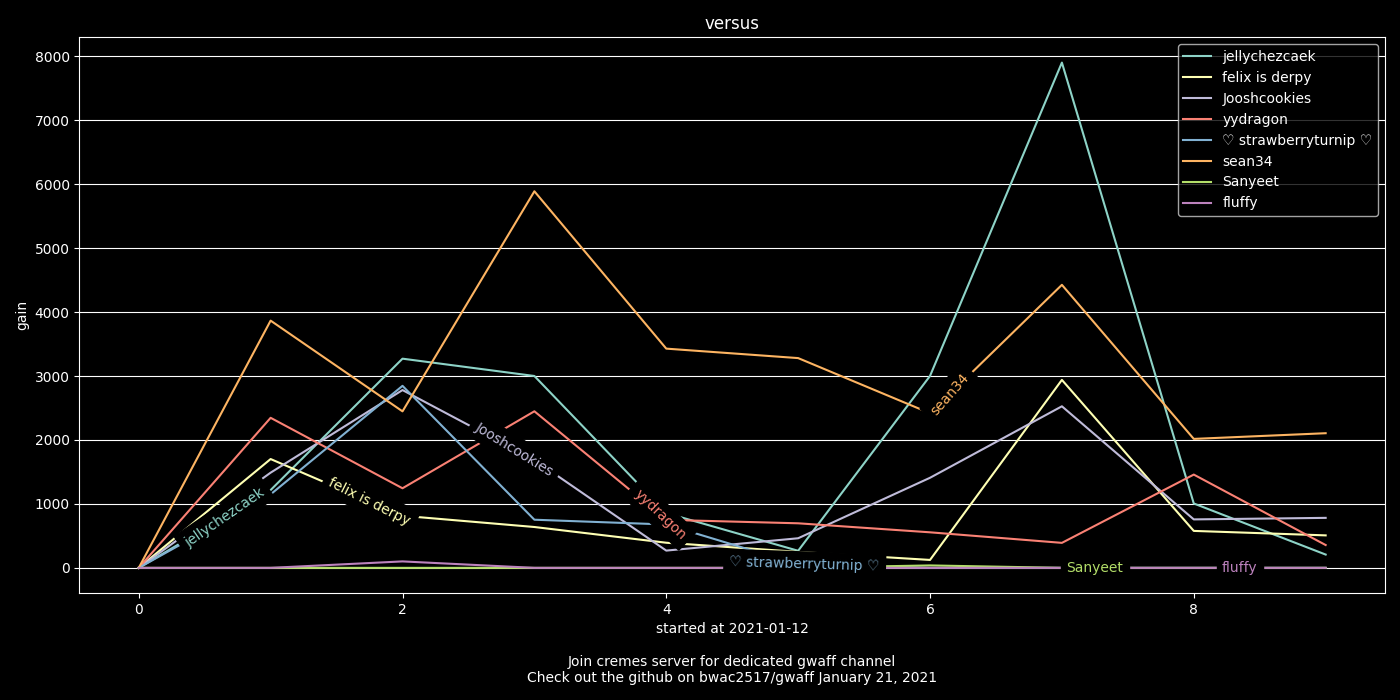 versus
8000
7000
6000
5000
4000
3000
2000
1000
0
gain
jellychezcaek
felix is derpy
Jooshcookies
yydragon
♡ strawberryturnip ♡
sean34
Sanyeet
fluffy
jellychezcaek
felix is derpy
Jooshcookies
yydragon
♡ strawberryturnip ♡
sean34
Sanyeet
fluffy
0 2 4 6 8
started at 2021-01-12
Join cremes server for dedicated gwaff channel
Check out the github on bwac2517/gwaff January 21, 2021